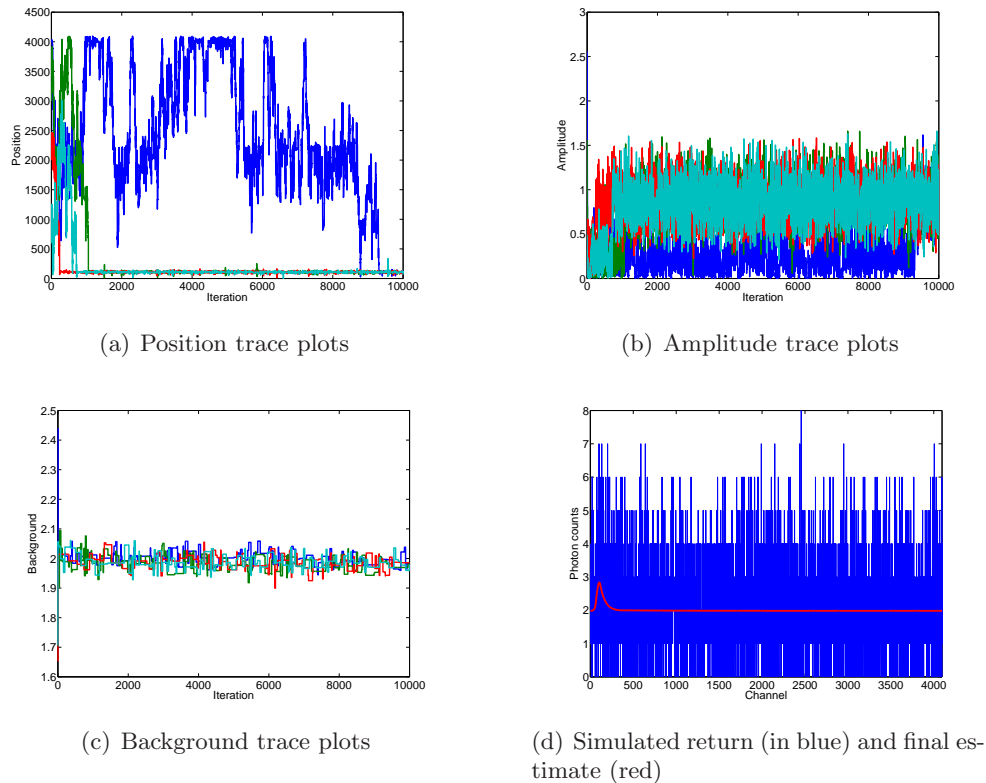 4500
4000
3500
3000
2500
2000
1500
1000
500
0
Position
0 2000 4000 6000 8000 10000
Iteration
(a) Position trace plots
3
2.5
2
1.5
1
0.5
0
Amplitude
0 2000 4000 6000 8000 10000
Iteration
(b) Amplitude trace plots
2.5
2.4
2.3
2.2
2.1
2
1.9
1.8
1.7
1.6
Background
0 2000 4000 6000 8000 10000
Iteration
(c) Background trace plots
8
7
6
5
4
3
2
1
0
Photon counts
0 500 1000 1500 2000 2500 3000 3500 4000
Channel
(d) Simulated return (in blue) and final es-
timate (red)